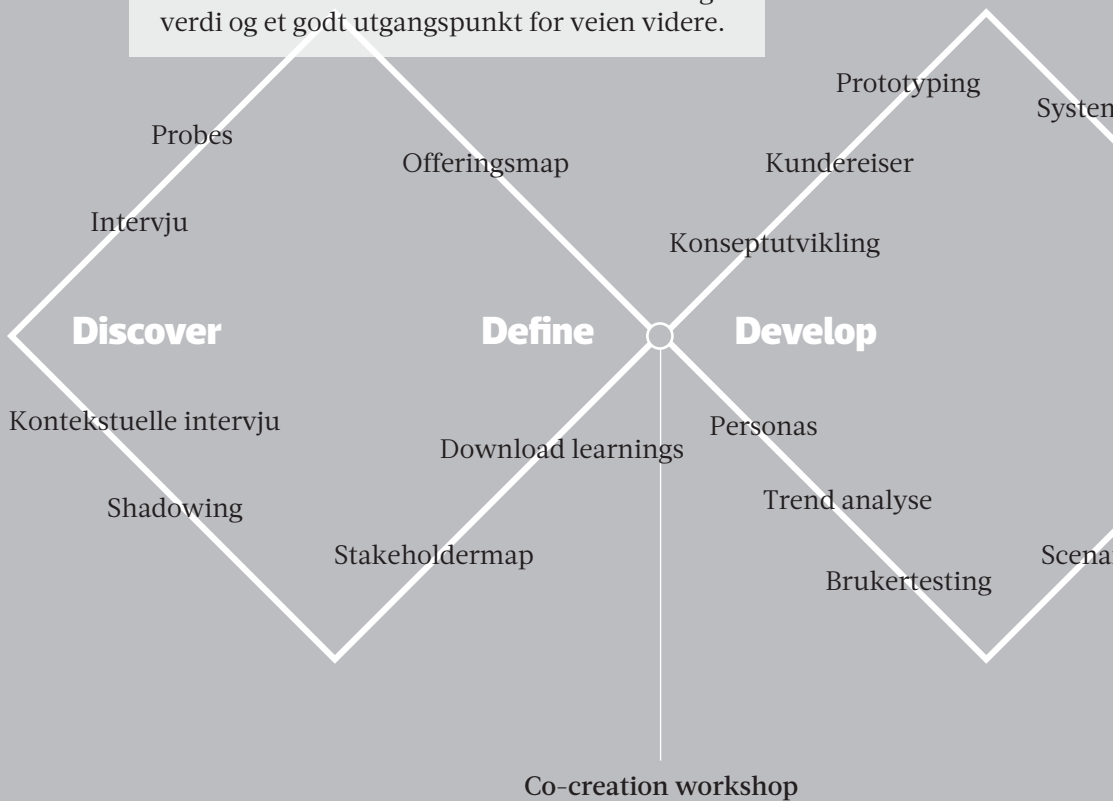 verdi og et godt utgangspunkt for veien videre.
Prototyping
Probes
Offeringsmap
Kundereiser
Intervju
Konseptutvikling
Discover
Define
Develop
Kontekstuelle intervju
Personas
Download learnings
Shadowing
Trend analyse
Stakeholdermap
Brukertesting
Co-creation workshop